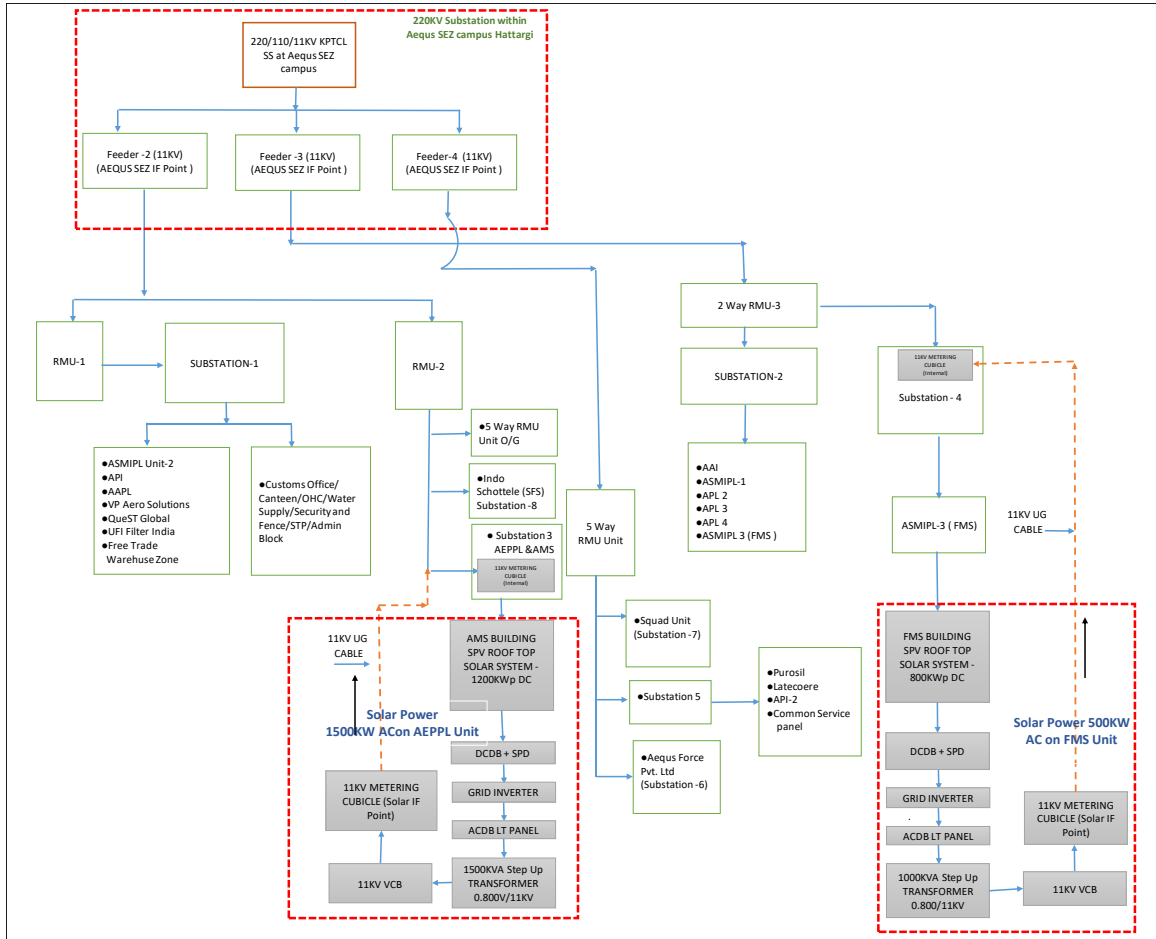 220KV Substation within
Aequs SEZ campus Hattargi
220/110/11KV KPTCL
SS at Aequs SEZ
campus
Feeder -2 (11KV)
(AEQUS SEZ IF Point )
Feeder -3 (11KV)
(AEQUS SEZ IF Point )
Feeder-4 (11KV)
(AEQUS SEZ IF Point )
2 Way RMU-3
RMU-1
SUBSTATION-1
RMU-2
SUBSTATION-2
11KV METERING
CUBICLE
(Internal)
Substation - 4
●5 Way RMU
Unit O/G
●Indo
Schottele (SFS)
Substation -8
● Substation 3
AEPPL &AMS
11KV METERING
CUBICLE
(Internal)
●ASMIPL Unit-2
●API
●AAPL
●VP Aero Solutions
●QueST Global
●UFI Filter India
●Free Trade
Warehuse Zone
●Customs Office/
Canteen/OHC/Water
Supply/Security and
Fence/STP/Admin
Block
5 Way
RMU Unit
●AAI
●ASMIPL-1
●APL 2
●APL 3
●APL 4
●ASMIPL 3 (FMS )
ASMIPL-3 ( FMS)
11KV UG
CABLE
11KV UG
CABLE
AMS BUILDING
SPV ROOF TOP
SOLAR SYSTEM -
1200KWp DC
Solar Power
1500KW ACon AEPPL Unit
DCDB + SPD
GRID INVERTER
ACDB LT PANEL
1500KVA Step Up
TRANSFORMER
0.800V/11KV
11KV VCB
11KV METERING
CUBICLE (Solar IF
Point)
●Squad Unit
(Substation -7)
●Substation 5
●Purosil
●Latecoere
●API-2
●Common Service
panel
●Aequs Force
Pvt. Ltd
(Substation -6)
FMS BUILDING
SPV ROOF TOP
SOLAR SYSTEM -
800KWp DC
Solar Power 500KW
AC on FMS Unit
DCDB + SPD
GRID INVERTER
.
ACDB LT PANEL
1000KVA Step Up
TRANSFORMER
0.800/11KV
11KV VCB
11KV METERING
CUBICLE (Solar IF
Point)